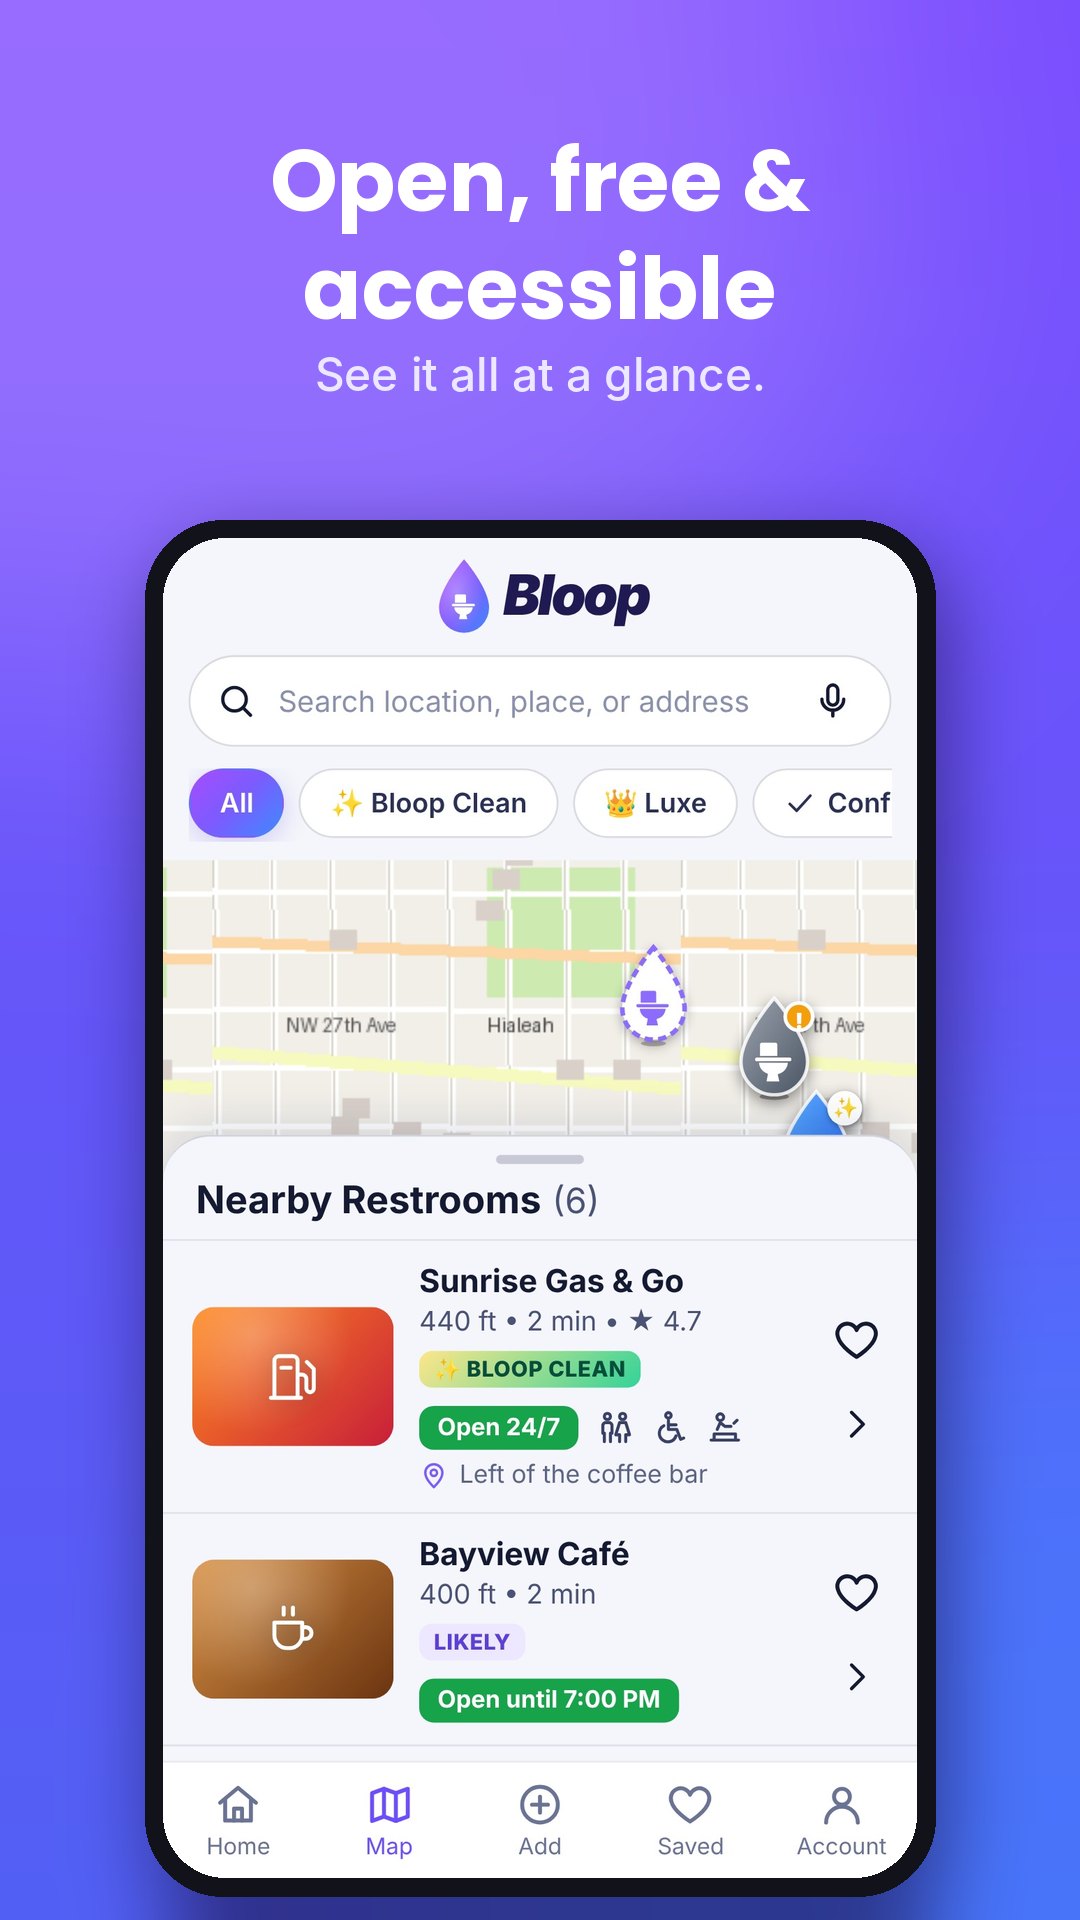 Open, free &
accessible
See it all at a glance.
Bloop
Search location, place, or address
All
✨ Bloop Clean
👑 Luxe
✓ Conf
NW 27th Ave
Hialeah
th Ave
Nearby Restrooms (6)
Sunrise Gas & Go
440 ft • 2 min • ★ 4.7
✨ BLOOP CLEAN
Open 24/7
Left of the coffee bar
Bayview Café
400 ft • 2 min
LIKELY
Open until 7:00 PM
Home
Map
Add
Saved
Account